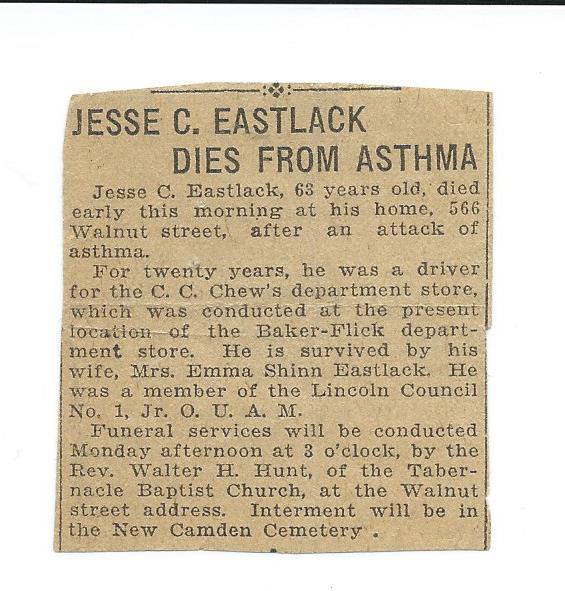 JESSE C. EASTLACK
DIES FROM ASTHMA
Jesse C. Eastlack, 63 years old, died
early this morning at his home, 566
Walnut street, after an attack of
asthma.
For twenty years, he was a driver
for the C. C. Chew's department store,
which was conducted at the present
location of the Baker-Flick depart-
ment store. He is survived by his
wife, Mrs. Emma Shinn Eastlack. He
was a member of the Lincoln Council
No. 1, Jr. O. U. A. M.
Funeral services will be conducted
Monday afternoon at 3 o'clock, by the
Rev. Walter H. Hunt, of the Taber-
nacle Baptist Church, at the Walnut
street address. Interment will be in
the New Camden Cemetery .